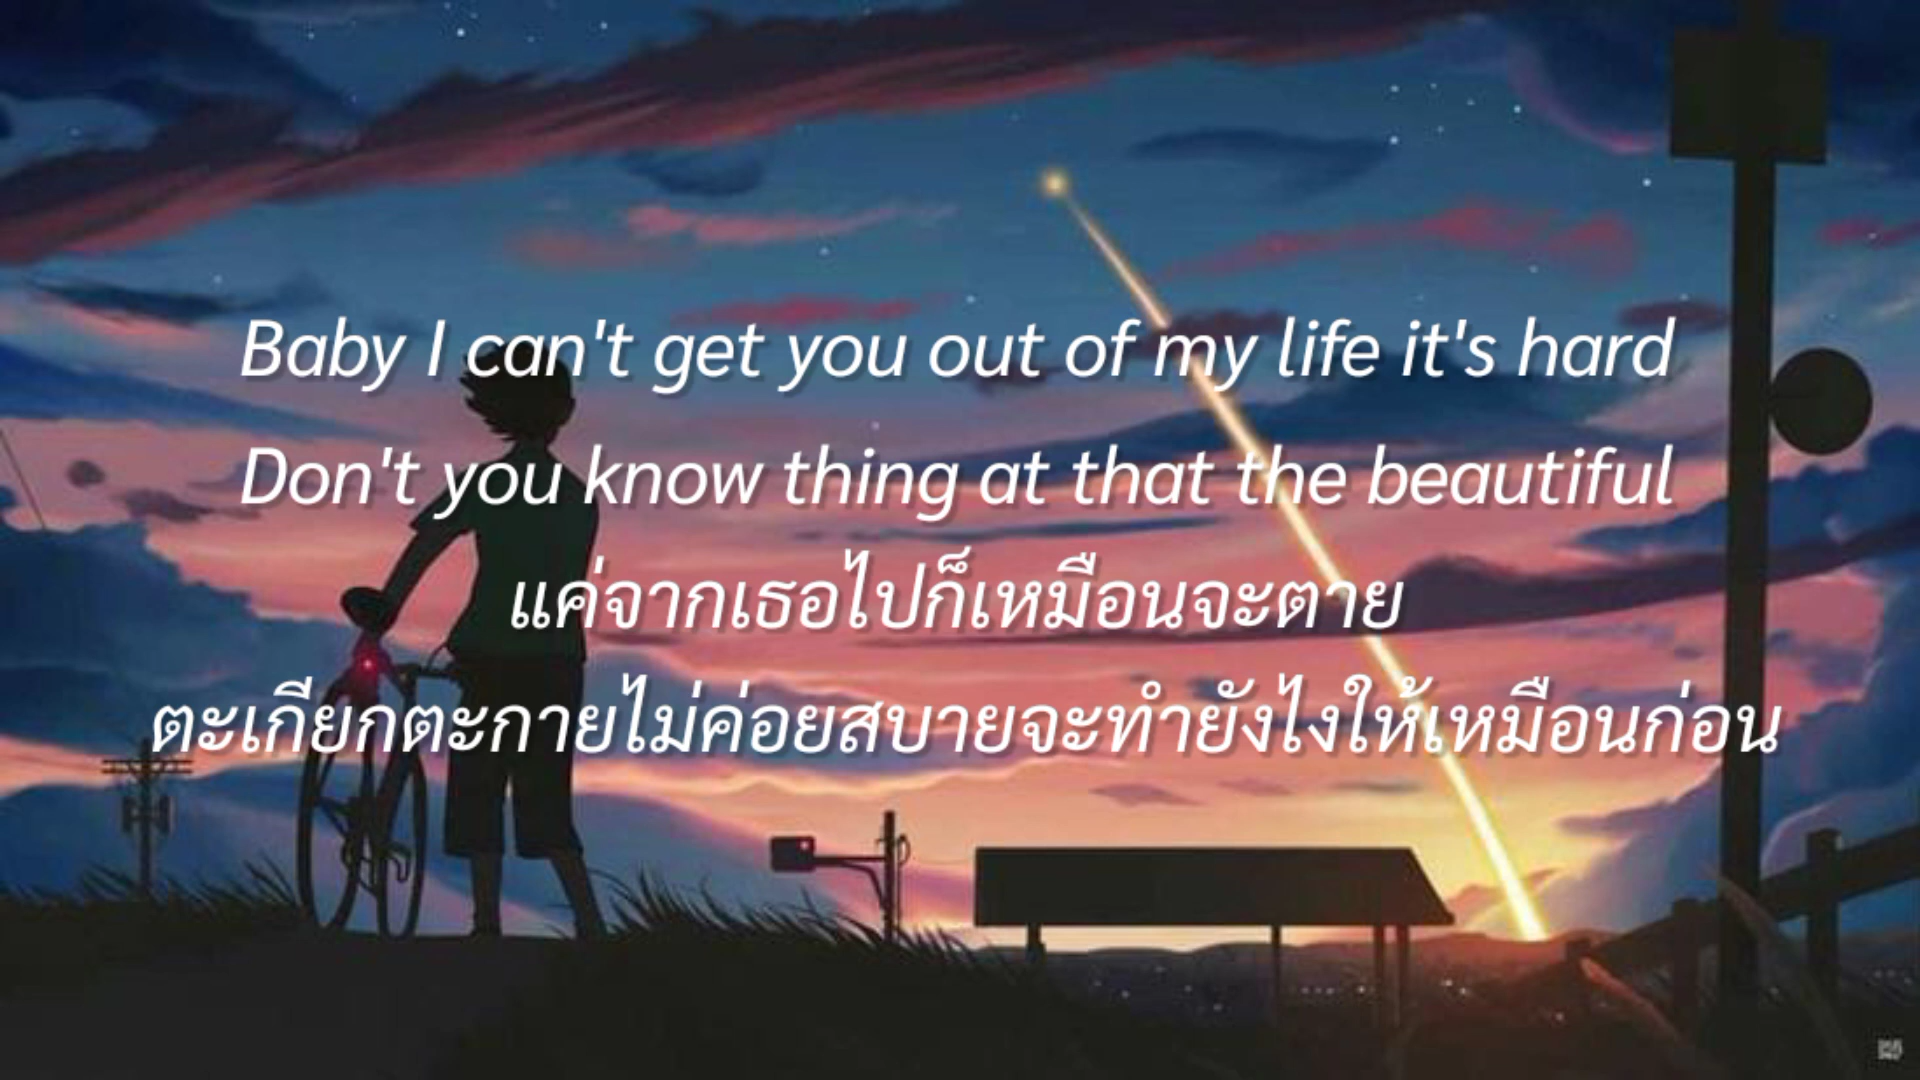 Baby I can't get you out of my life it's hard
Don't you know thing at that the beautiful
แค่จากเธอไปก็เหมือนจะตาย
ตะเกียกตะกายไม่ค่อยสบายจะทำยังไงให้เหมือนก่อน